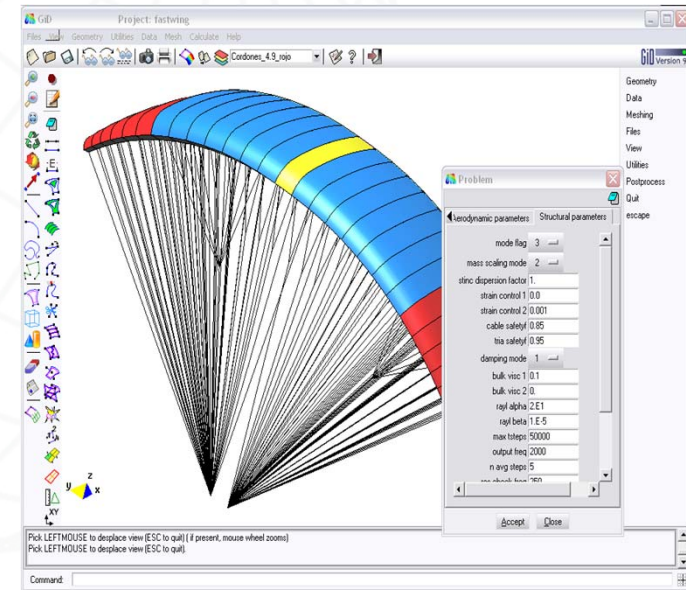 GiD Project: fastwing
Files View Geometry Utilities Data Mesh Calculate Help
Cordones_4.9_rojo
GiD Version 9
Geometry
Data
Meshing
Files
View
Utilities
Postprocess
Quit
escape
Problem
Aerodynamic parameters Structural parameters
mode flag 3
mass scaling mode 2
stinc dispersion factor 1.
strain control 1 0.0
strain control 2 0.001
cable safetyf 0.85
tria safetyf 0.95
damping mode 1
bulk visc 1 0.1
bulk visc 2 0.
rayl alpha 2.E1
rayl beta 1.E-5
max tsteps 50000
output freq 2000
n avg steps 5
Accept Close
z
y x
XY
Pick LEFTMOUSE to desplace view (ESC to quit) ( if present, mouse wheel zooms)
Pick LEFTMOUSE to desplace view (ESC to quit).
Command: